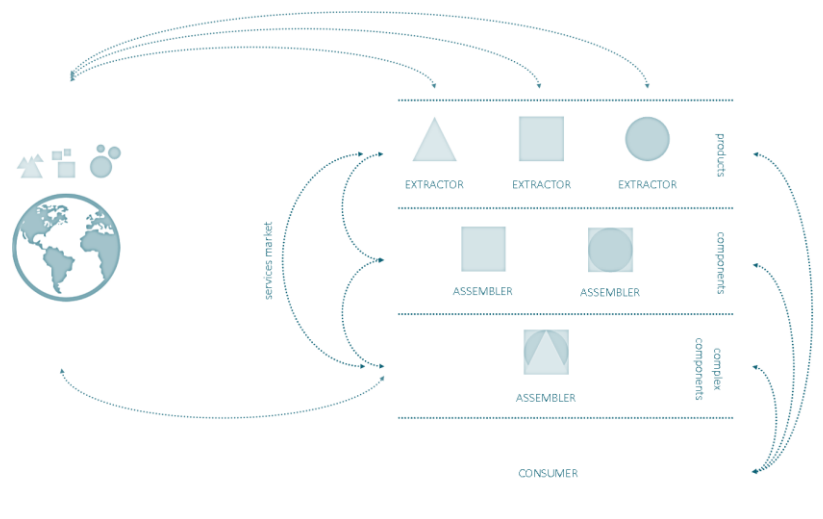 products
EXTRACTOR EXTRACTOR EXTRACTOR
services market
components
ASSEMBLER ASSEMBLER
complex
components
ASSEMBLER
CONSUMER